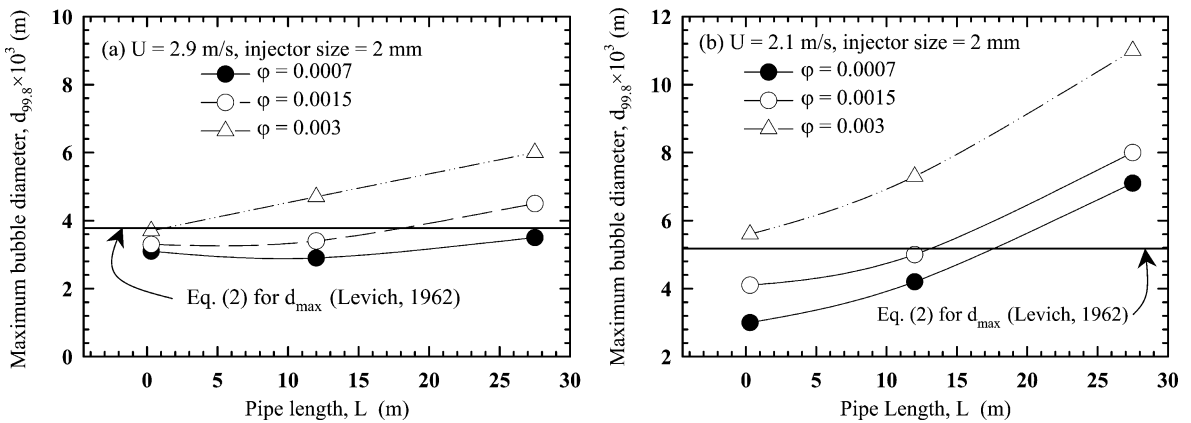 Maximum bubble diameter, d99.8×10³ (m)
10
8
6
4
2
0
(a) U = 2.9 m/s, injector size = 2 mm
φ = 0.0007
φ = 0.0015
φ = 0.003
Eq. (2) for dmax (Levich, 1962)
0 5 10 15 20 25 30
Pipe length, L (m)
Maximum bubble diameter, d99.8×10³ (m)
12
10
8
6
4
2
(b) U = 2.1 m/s, injector size = 2 mm
φ = 0.0007
φ = 0.0015
φ = 0.003
Eq. (2) for dmax (Levich, 1962)
0 5 10 15 20 25 30
Pipe Length, L (m)